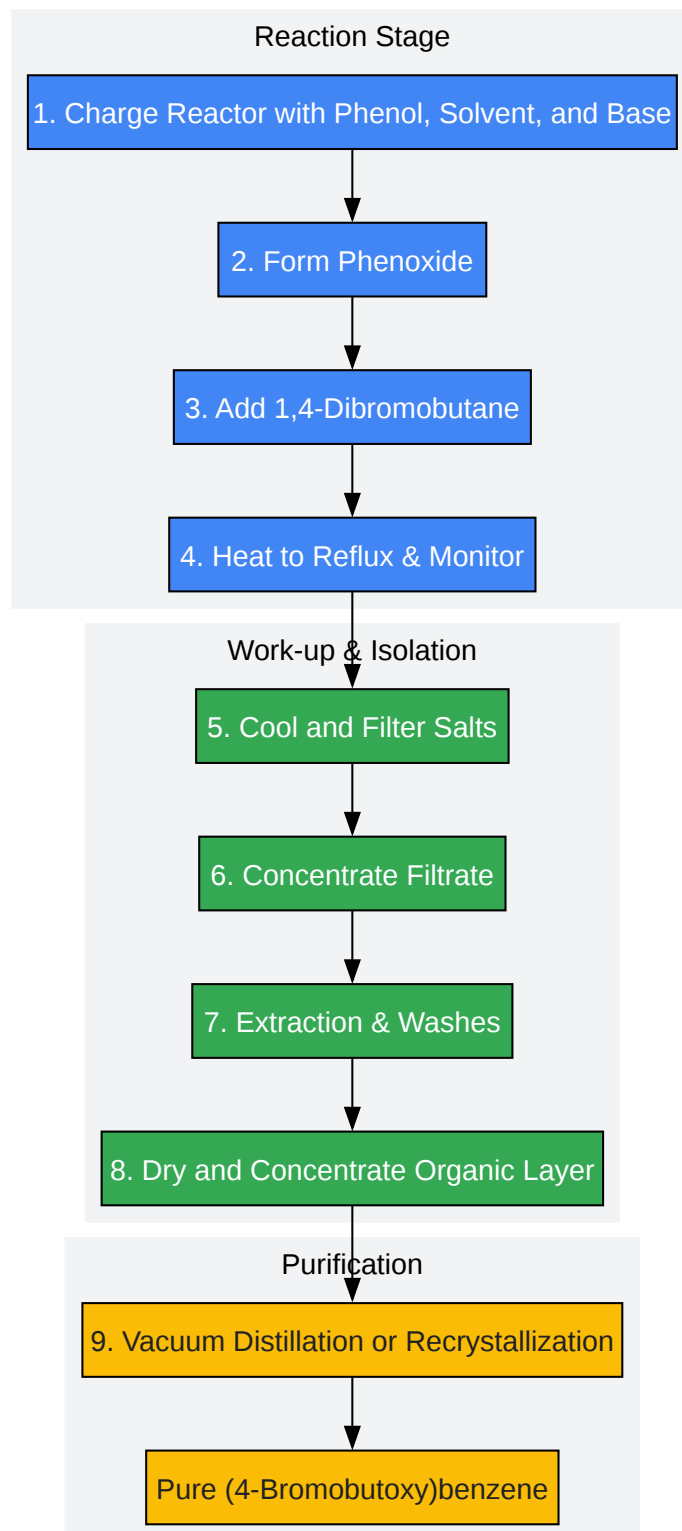 Reaction Stage
1. Charge Reactor with Phenol, Solvent, and Base
2. Form Phenoxide
3. Add 1,4-Dibromobutane
4. Heat to Reflux & Monitor
Work-up & Isolation
5. Cool and Filter Salts
6. Concentrate Filtrate
7. Extraction & Washes
8. Dry and Concentrate Organic Layer
Purification
9. Vacuum Distillation or Recrystallization
Pure (4-Bromobutoxy)benzene